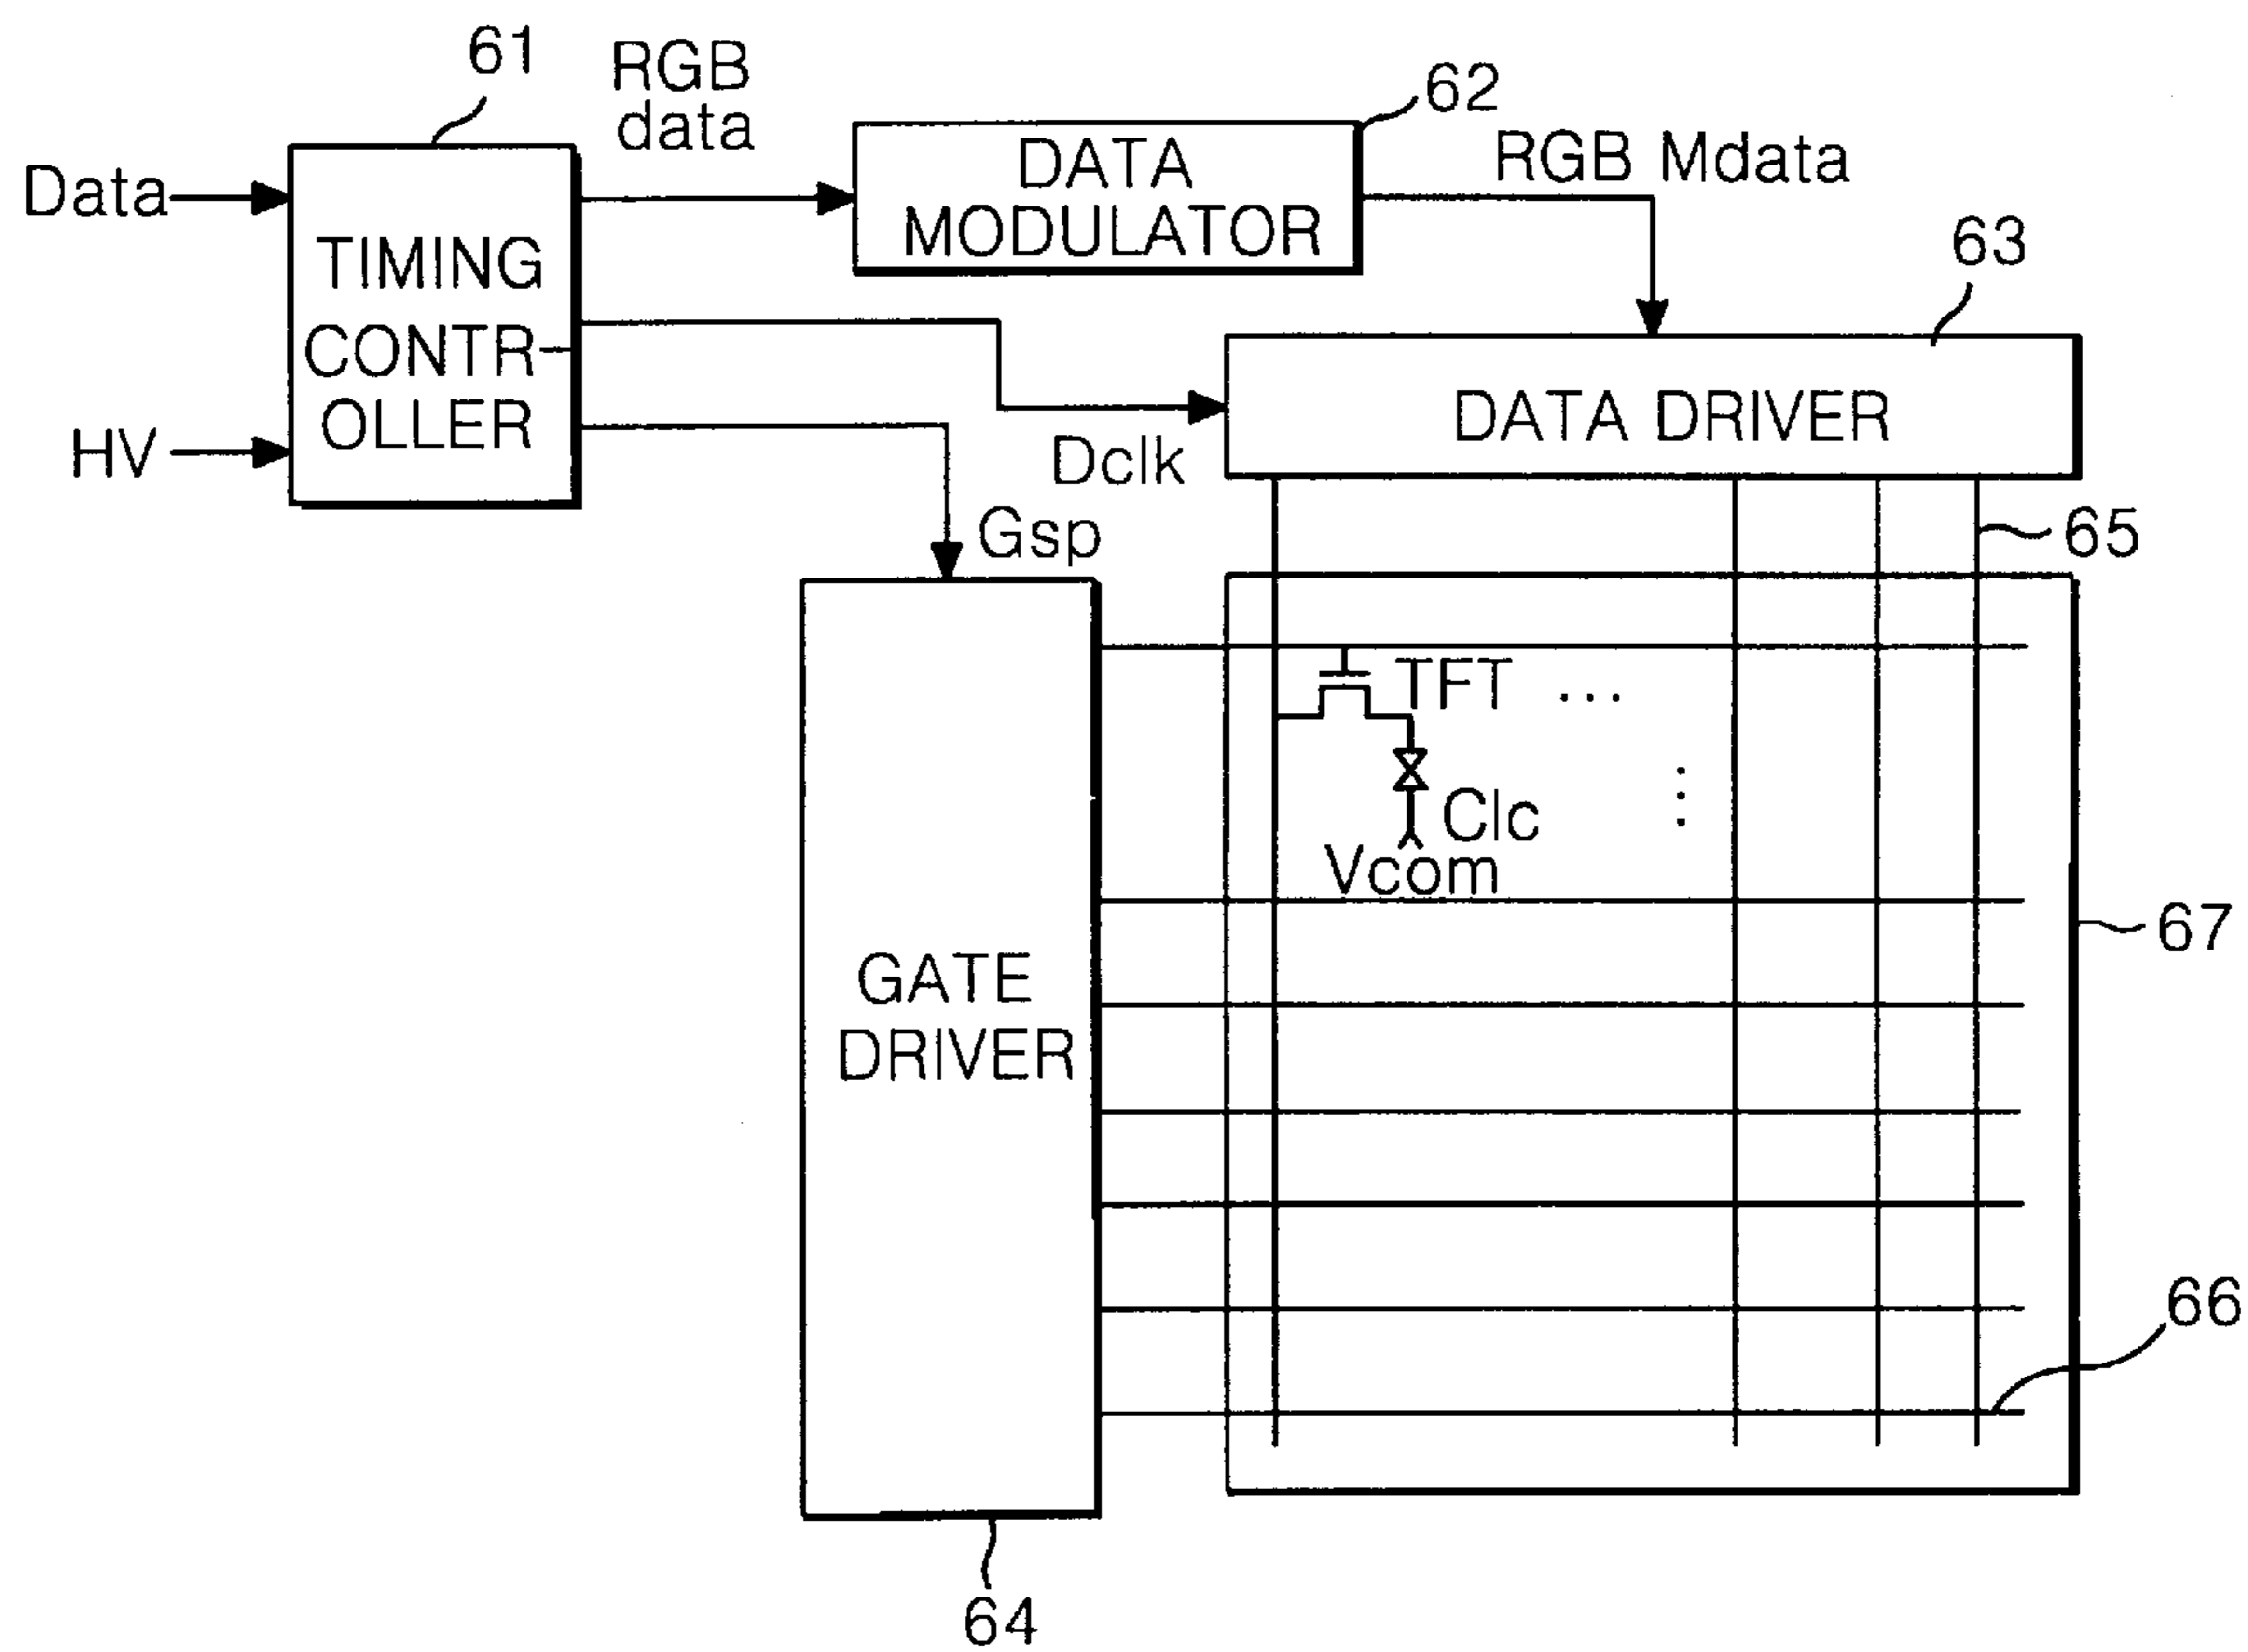 61
RGB
data
62
RGB Mdata
Data
DATA
MODULATOR
63
TIMING
CONTR-
OLLER
HV
DATA DRIVER
Dclk
Gsp
65
TFT ...
Clc
Vcom
67
GATE
DRIVER
66
64